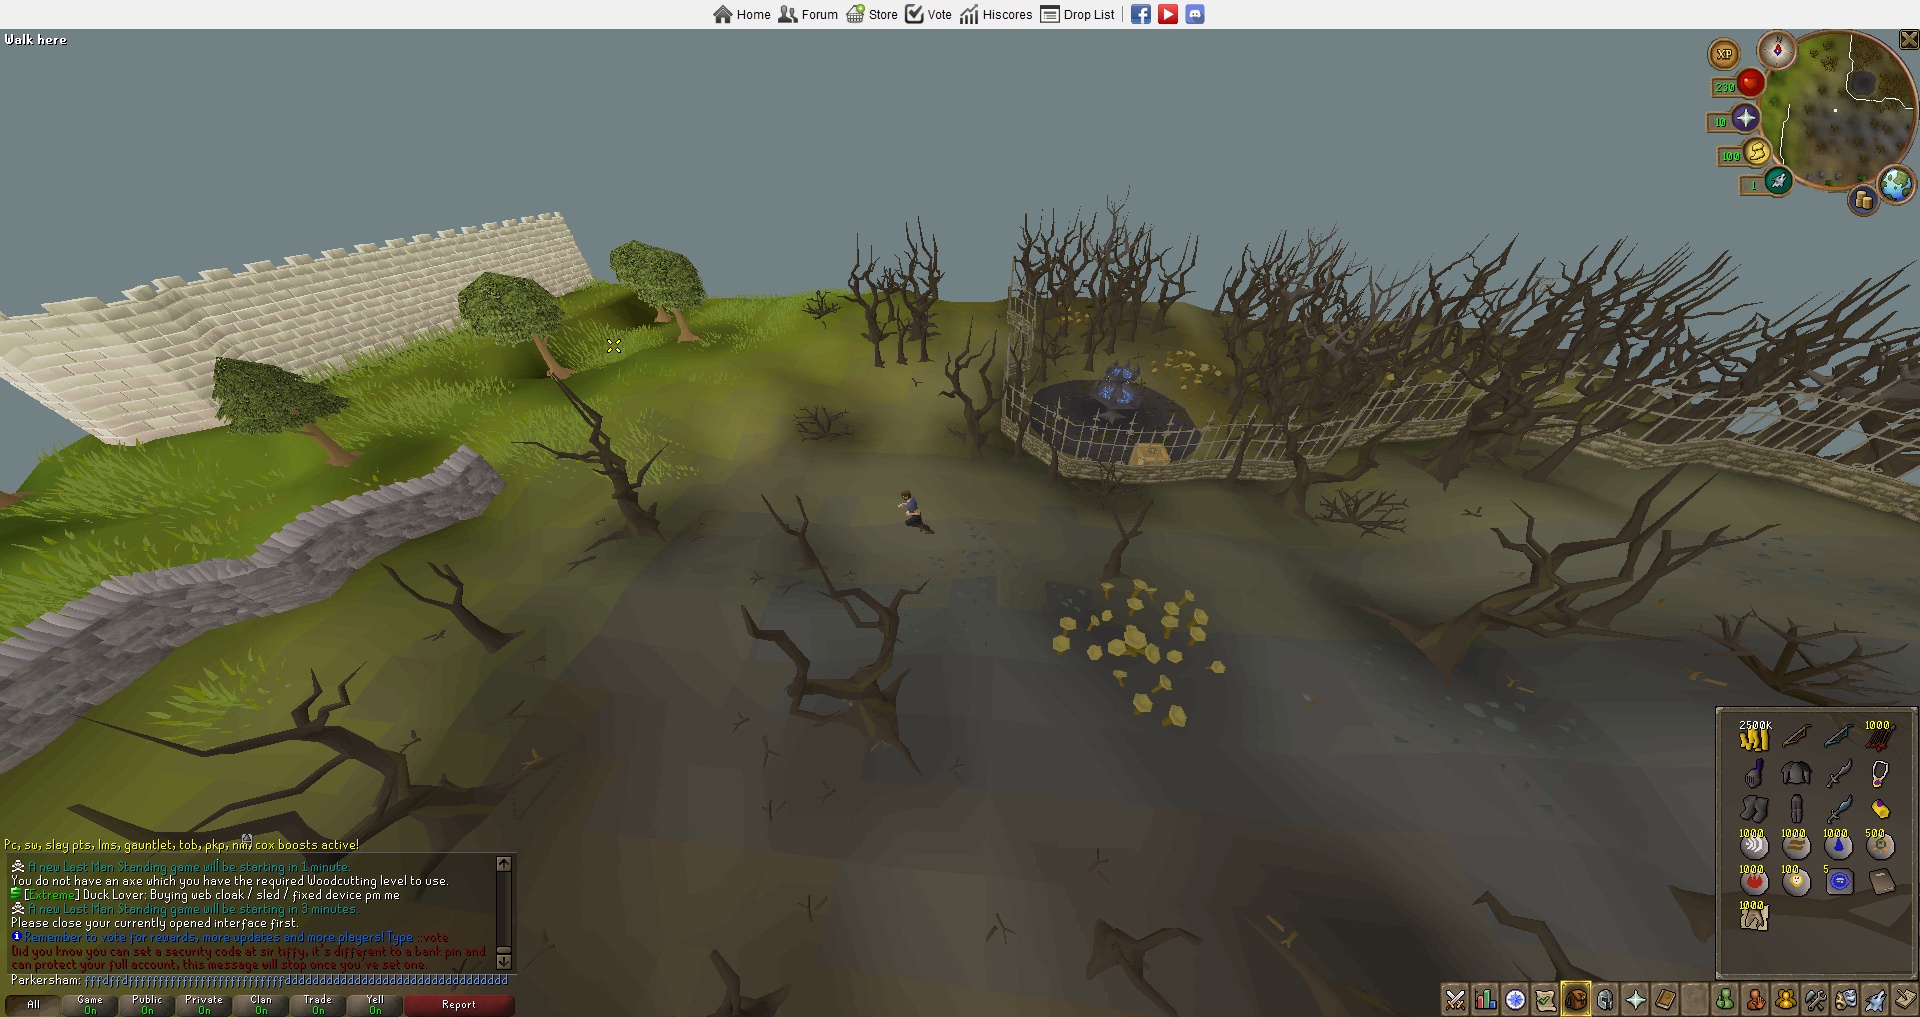 Home Forum Store Vote Hiscores Drop List
Walk here
XP
N
230
10
100
1
2500K 1000
1000 1000 1000 500
1000 100 5
1000
Pc, sw, slay pts, lms, gauntlet, tob, pkp, nm, cox boosts active!
A new Last Man Standing game will be starting in 1 minute.
You do not have an axe which you have the required Woodcutting level to use.
[Extreme] Duck Lover: Buying web cloak / sled / fixed device pm me
A new Last Man Standing game will be starting in 3 minutes.
Please close your currently opened interface first.
Remember to vote for rewards, more updates and more players! Type ::vote
Did you know you can set a security code at sir tiffy, it's different to a bank pin and
can protect your full account, this message will stop once you've set one.
Parkersham:
All Game Public Private Clan Trade Yell Report
On On On On On On